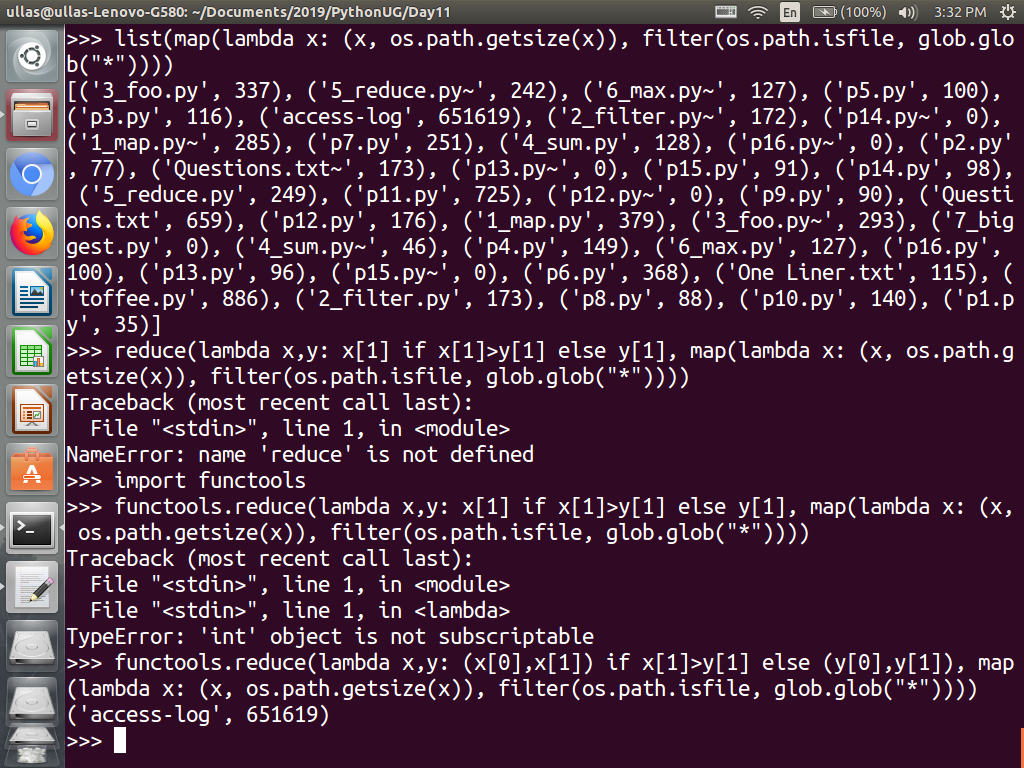 ullas@ullas-Lenovo-G580: ~/Documents/2019/PythonUG/Day11 En (100%) 3:32 PM
>>> list(map(lambda x: (x, os.path.getsize(x)), filter(os.path.isfile, glob.glo
b("*"))))
[('3_foo.py', 337), ('5_reduce.py~', 242), ('6_max.py~', 127), ('p5.py', 100),
('p3.py', 116), ('access-log', 651619), ('2_filter.py~', 172), ('p14.py~', 0),
('1_map.py~', 285), ('p7.py', 251), ('4_sum.py', 128), ('p16.py~', 0), ('p2.py'
, 77), ('Questions.txt~', 173), ('p13.py~', 0), ('p15.py', 91), ('p14.py', 98),
 ('5_reduce.py', 249), ('p11.py', 725), ('p12.py~', 0), ('p9.py', 90), ('Questi
ons.txt', 659), ('p12.py', 176), ('1_map.py', 379), ('3_foo.py~', 293), ('7_big
gest.py', 0), ('4_sum.py~', 46), ('p4.py', 149), ('6_max.py', 127), ('p16.py',
100), ('p13.py', 96), ('p15.py~', 0), ('p6.py', 368), ('One Liner.txt', 115), (
'toffee.py', 886), ('2_filter.py', 173), ('p8.py', 88), ('p10.py', 140), ('p1.p
y', 35)]
>>> reduce(lambda x,y: x[1] if x[1]>y[1] else y[1], map(lambda x: (x, os.path.g
etsize(x)), filter(os.path.isfile, glob.glob("*"))))
Traceback (most recent call last):
  File "<stdin>", line 1, in <module>
NameError: name 'reduce' is not defined
>>> import functools
>>> functools.reduce(lambda x,y: x[1] if x[1]>y[1] else y[1], map(lambda x: (x,
 os.path.getsize(x)), filter(os.path.isfile, glob.glob("*"))))
Traceback (most recent call last):
  File "<stdin>", line 1, in <module>
  File "<stdin>", line 1, in <lambda>
TypeError: 'int' object is not subscriptable
>>> functools.reduce(lambda x,y: (x[0],x[1]) if x[1]>y[1] else (y[0],y[1]), map
(lambda x: (x, os.path.getsize(x)), filter(os.path.isfile, glob.glob("*"))))
('access-log', 651619)
>>>